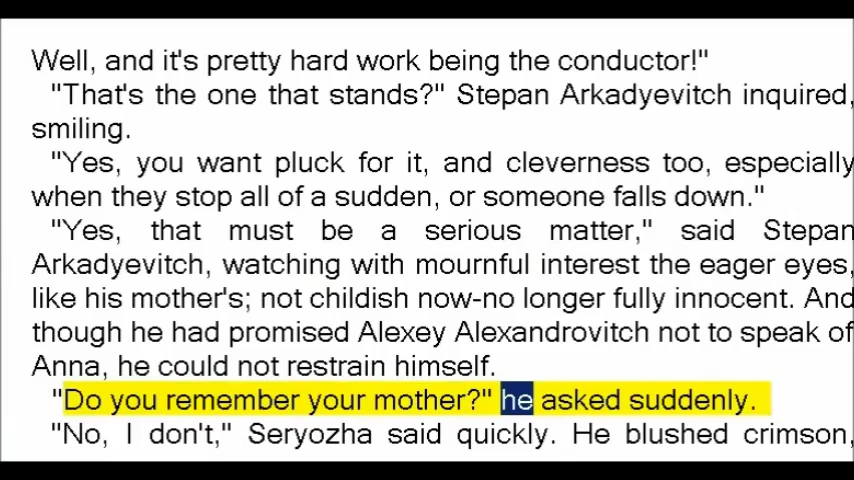 Well, and it's pretty hard work being the conductor!"
"That's the one that stands?" Stepan Arkadyevitch inquired,
smiling.
"Yes, you want pluck for it, and cleverness too, especially
when they stop all of a sudden, or someone falls down."
"Yes, that must be a serious matter," said Stepan
Arkadyevitch, watching with mournful interest the eager eyes,
like his mother's; not childish now-no longer fully innocent. And
though he had promised Alexey Alexandrovitch not to speak of
Anna, he could not restrain himself.
"Do you remember your mother?" he asked suddenly.
"No, I don't," Seryozha said quickly. He blushed crimson,